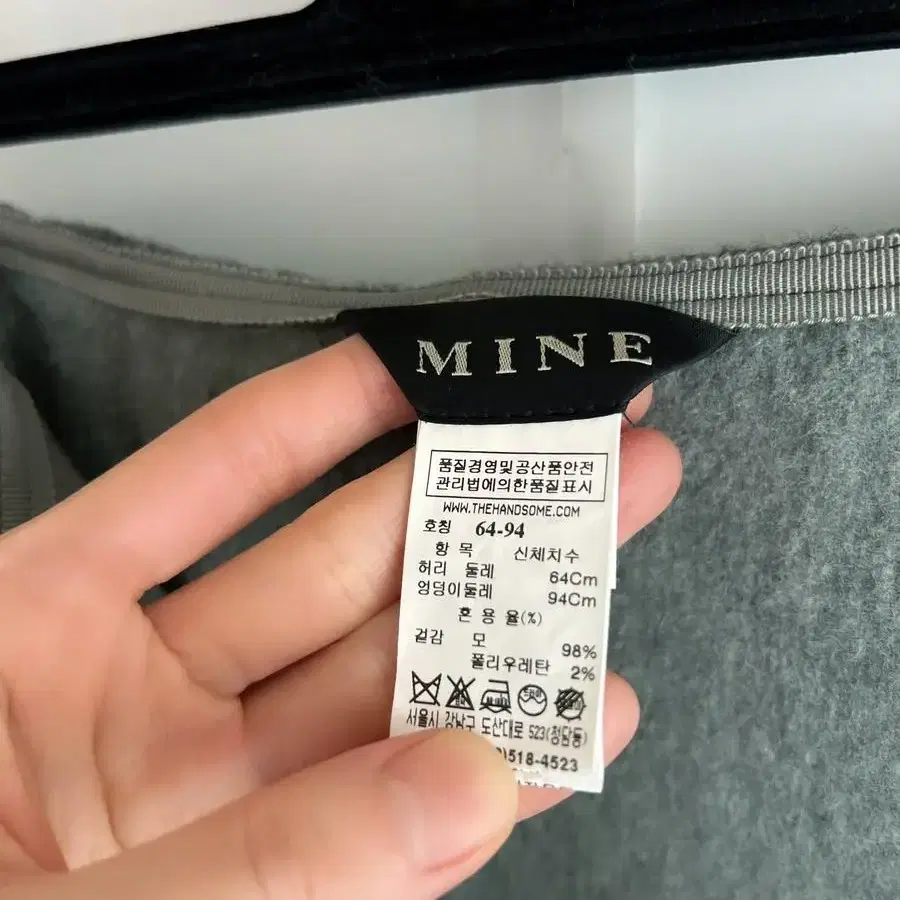 MINE
품질경영및공산품안전
관리법에의한품질표시
WWW.THEHANDSOME.COM
호칭 64-94
항 목 신체치수
허리 둘레 64Cm
엉덩이둘레 94Cm
혼 용 율(%)
겉감 모 98%
폴리우레탄 2%
서울시 강남구 도산대로 523(청담동)
)518-4523